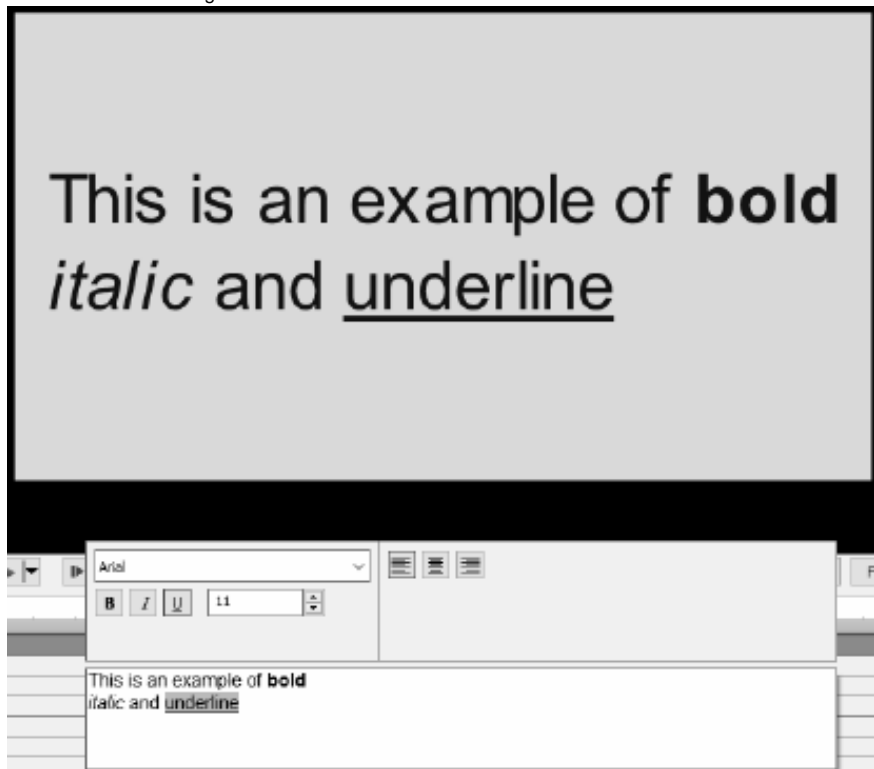 This is an example of bold
italic and underline
Arial
B I U 11
This is an example of bold
italic and underline